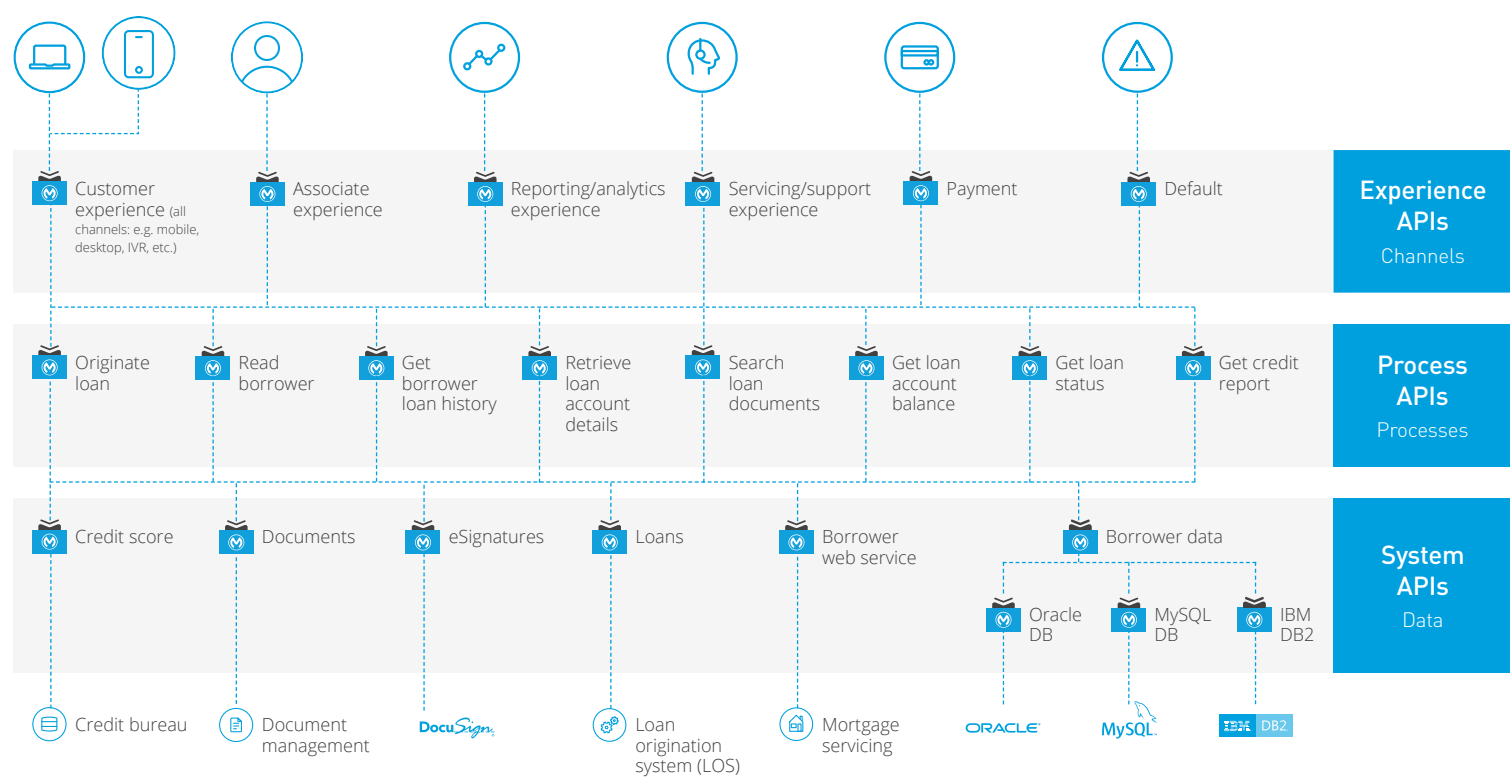 Customer
experience (all
channels: e.g. mobile,
desktop, IVR, etc.)
Associate
experience
Reporting/analytics
experience
Servicing/support
experience
Payment
Default
Experience
APIs
Channels
Originate
loan
Read
borrower
Get
borrower
loan history
Retrieve
loan
account
details
Search
loan
documents
Get loan
account
balance
Get loan
status
Get credit
report
Process
APIs
Processes
Credit score
Documents
eSignatures
Loans
Borrower
web service
Borrower data
Oracle
DB
MySQL
DB
IBM
DB2
System
APIs
Data
Credit bureau
Document
management
DocuSign
Loan
origination
system (LOS)
Mortgage
servicing
ORACLE
MySQL
IBM DB2